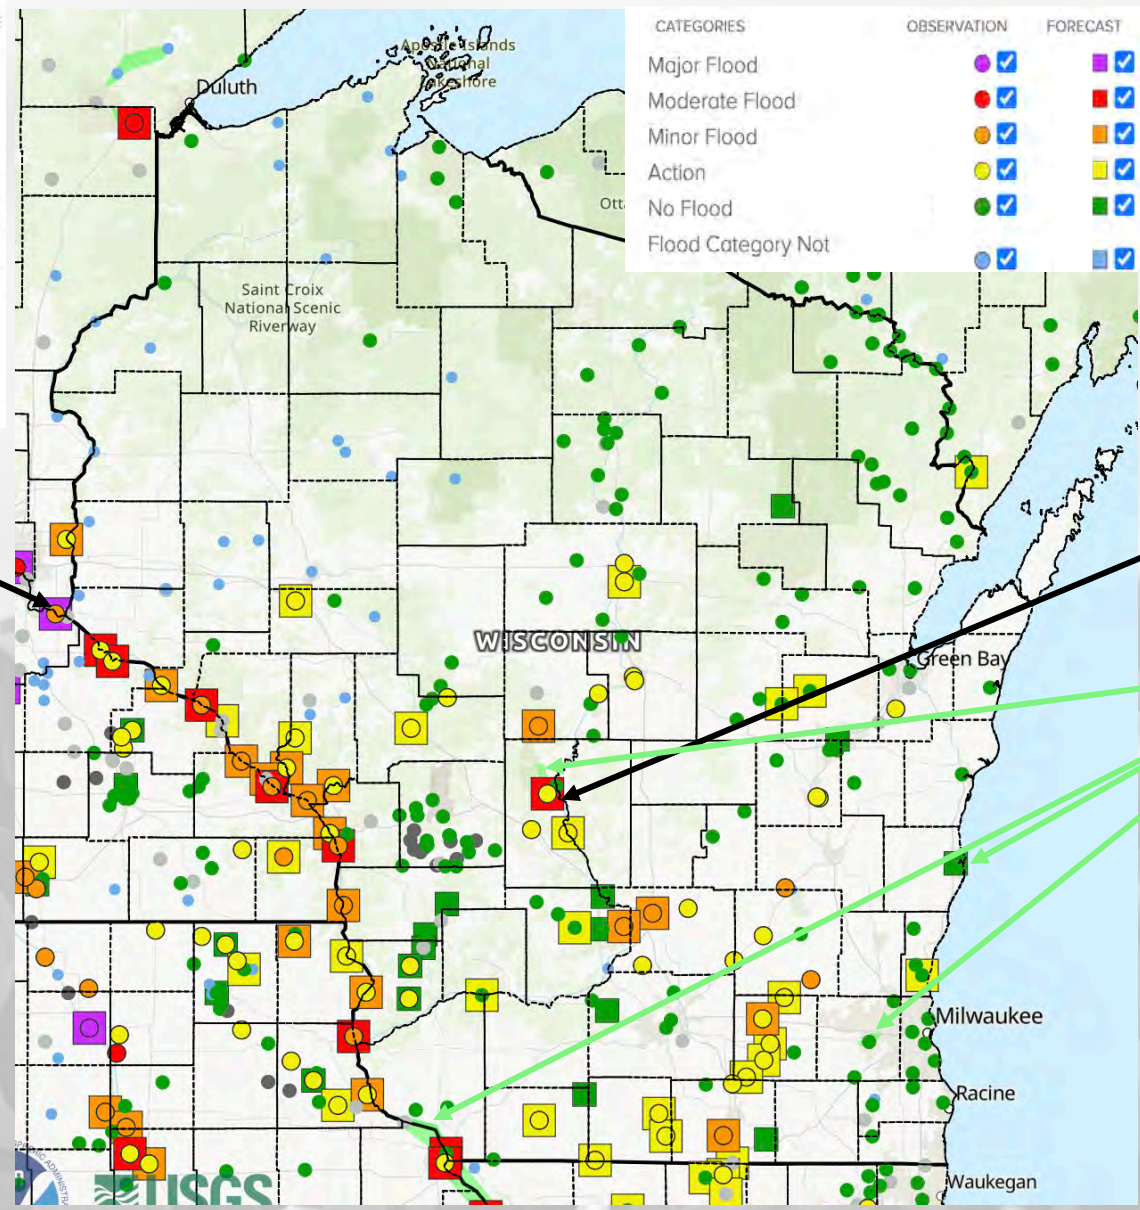 CATEGORIES OBSERVATION FORECAST
Major Flood
Moderate Flood
Minor Flood
Action
No Flood
Flood Category Not
Apostle Islands
National
Lakeshore
Duluth
Saint Croix
National Scenic
Riverway
WISCONSIN
Green Bay
Milwaukee
Racine
Waukegan
USGS